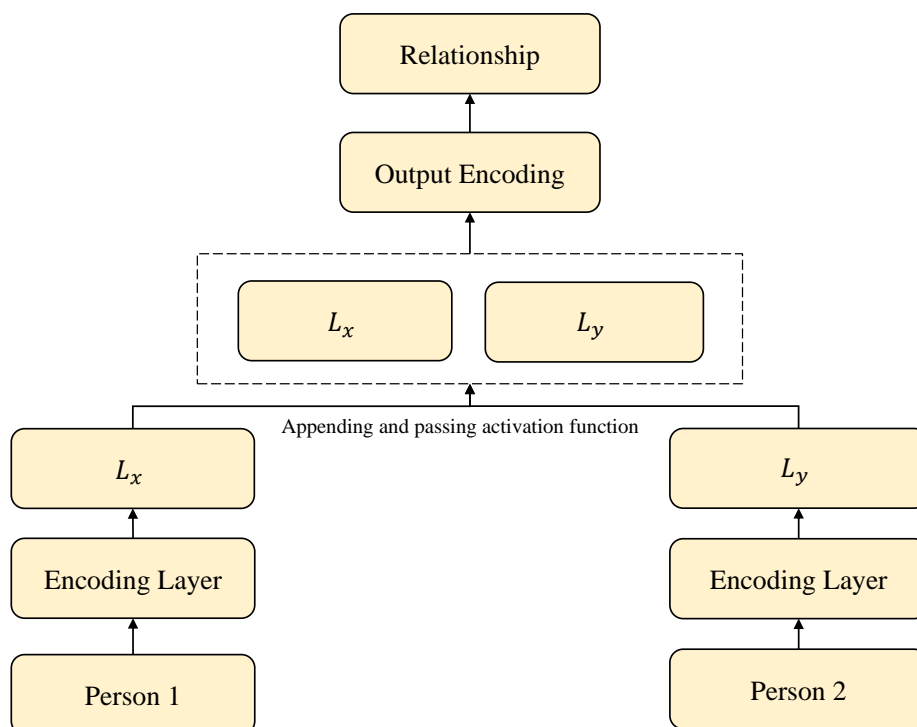 Relationship
Output Encoding
L_x
L_y
Appending and passing activation function
L_x
L_y
Encoding Layer
Encoding Layer
Person 1
Person 2